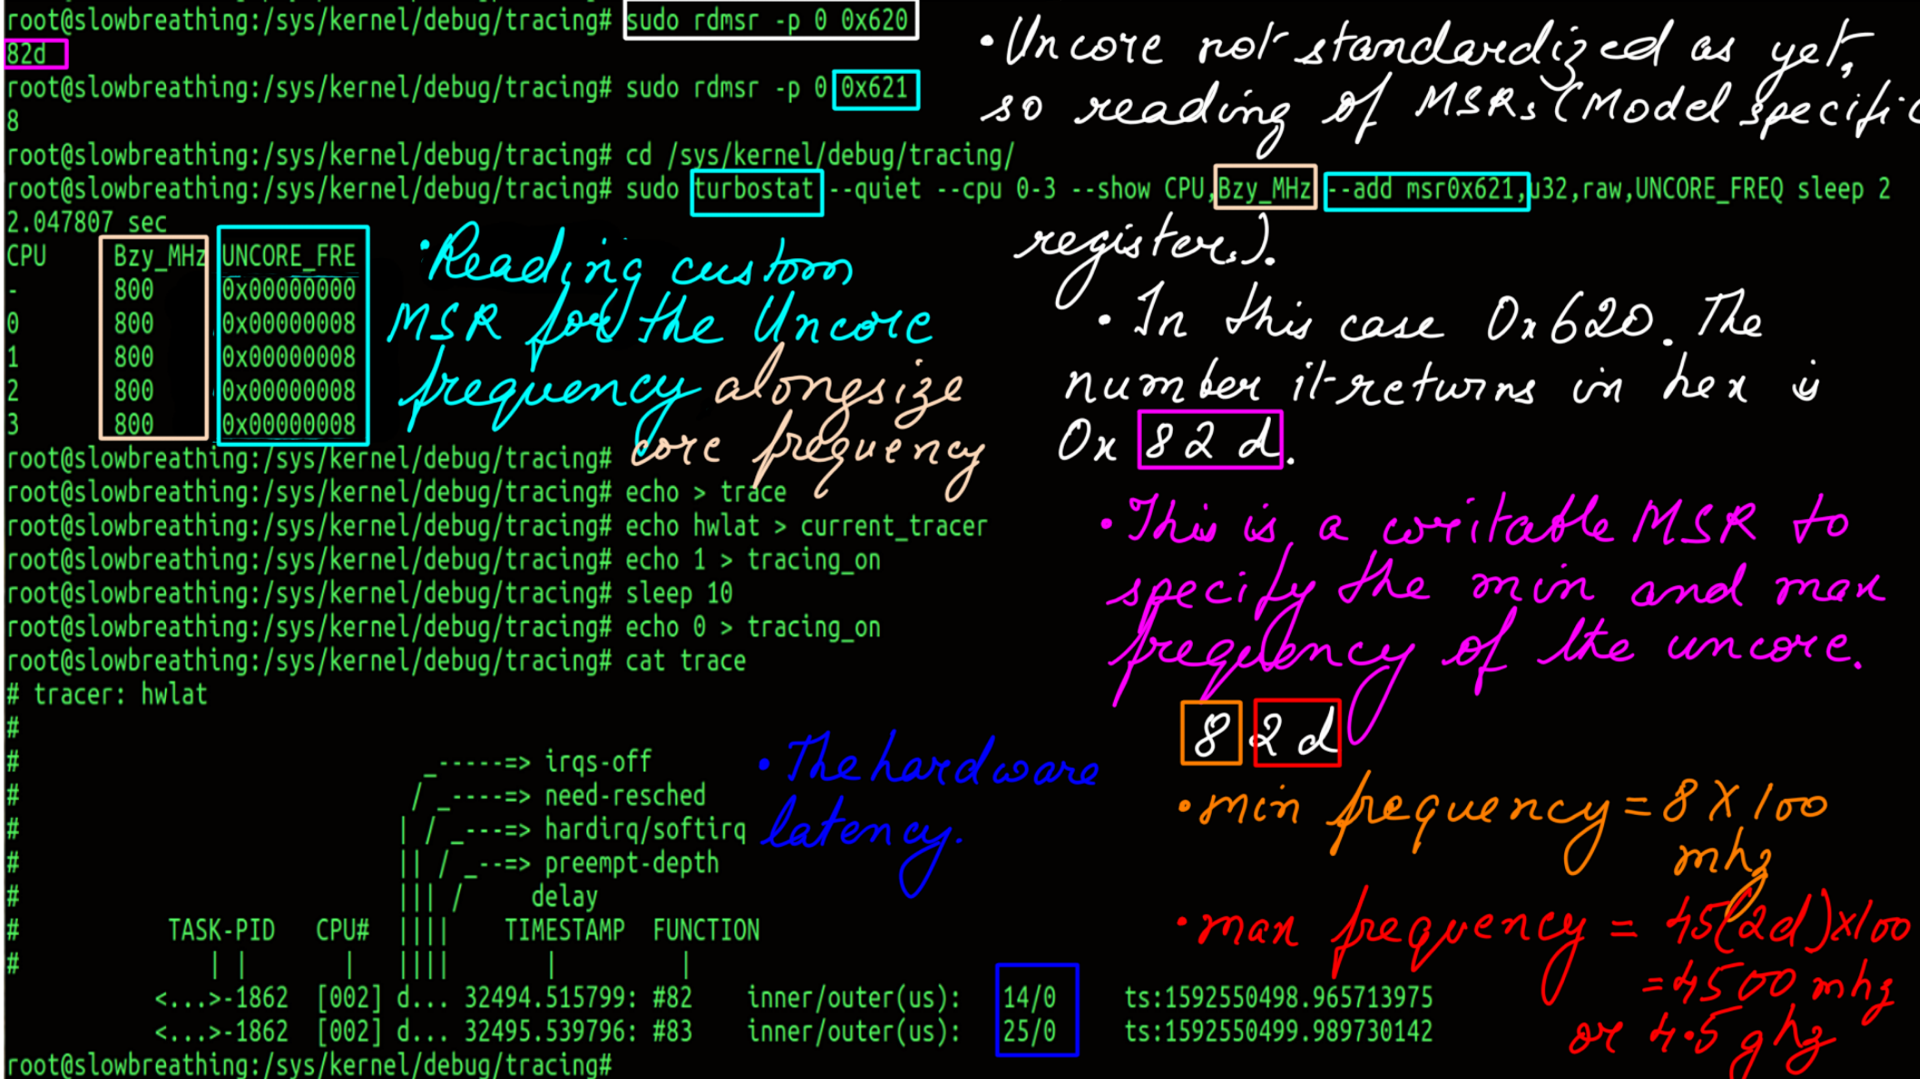 root@slowbreathing:/sys/kernel/debug/tracing# sudo rdmsr -p 0 0x620
82d
root@slowbreathing:/sys/kernel/debug/tracing# sudo rdmsr -p 0 0x621
8
root@slowbreathing:/sys/kernel/debug/tracing# cd /sys/kernel/debug/tracing/
root@slowbreathing:/sys/kernel/debug/tracing# sudo turbostat --quiet --cpu 0-3 --show CPU,Bzy_MHz --add msr0x621,u32,raw,UNCORE_FREQ sleep 2
2.047807 sec
CPU Bzy_MHz UNCORE_FRE
- 800 0x00000000
0 800 0x00000008
1 800 0x00000008
2 800 0x00000008
3 800 0x00000008
root@slowbreathing:/sys/kernel/debug/tracing#
root@slowbreathing:/sys/kernel/debug/tracing# echo > trace
root@slowbreathing:/sys/kernel/debug/tracing# echo hwlat > current_tracer
root@slowbreathing:/sys/kernel/debug/tracing# echo 1 > tracing_on
root@slowbreathing:/sys/kernel/debug/tracing# sleep 10
root@slowbreathing:/sys/kernel/debug/tracing# echo 0 > tracing_on
root@slowbreathing:/sys/kernel/debug/tracing# cat trace
# tracer: hwlat
#
# _-----=> irqs-off
# / _----=> need-resched
# | / _---=> hardirq/softirq
# || / _--=> preempt-depth
# ||| / delay
# TASK-PID CPU# |||| TIMESTAMP FUNCTION
# | | | |||| | |
<...>-1862 [002] d... 32494.515799: #82 inner/outer(us): 14/0 ts:1592550498.965713975
<...>-1862 [002] d... 32495.539796: #83 inner/outer(us): 25/0 ts:1592550499.989730142
root@slowbreathing:/sys/kernel/debug/tracing#
• Uncore not standardized as yet,
so reading of MSRs (Model specific
register.).
• In this case 0x620. The
number it returns in hex is
0x 82d.
• This is a writable MSR to
specify the min and max
frequency of the uncore.
8 2d
• min frequency = 8 X 100
mhz
• max frequency = 45(2d)x100
= 4500 mhz
or 4.5 ghz
• Reading custom
MSR for the Uncore
frequency alongsize
core frequency
• The hardware
latency.